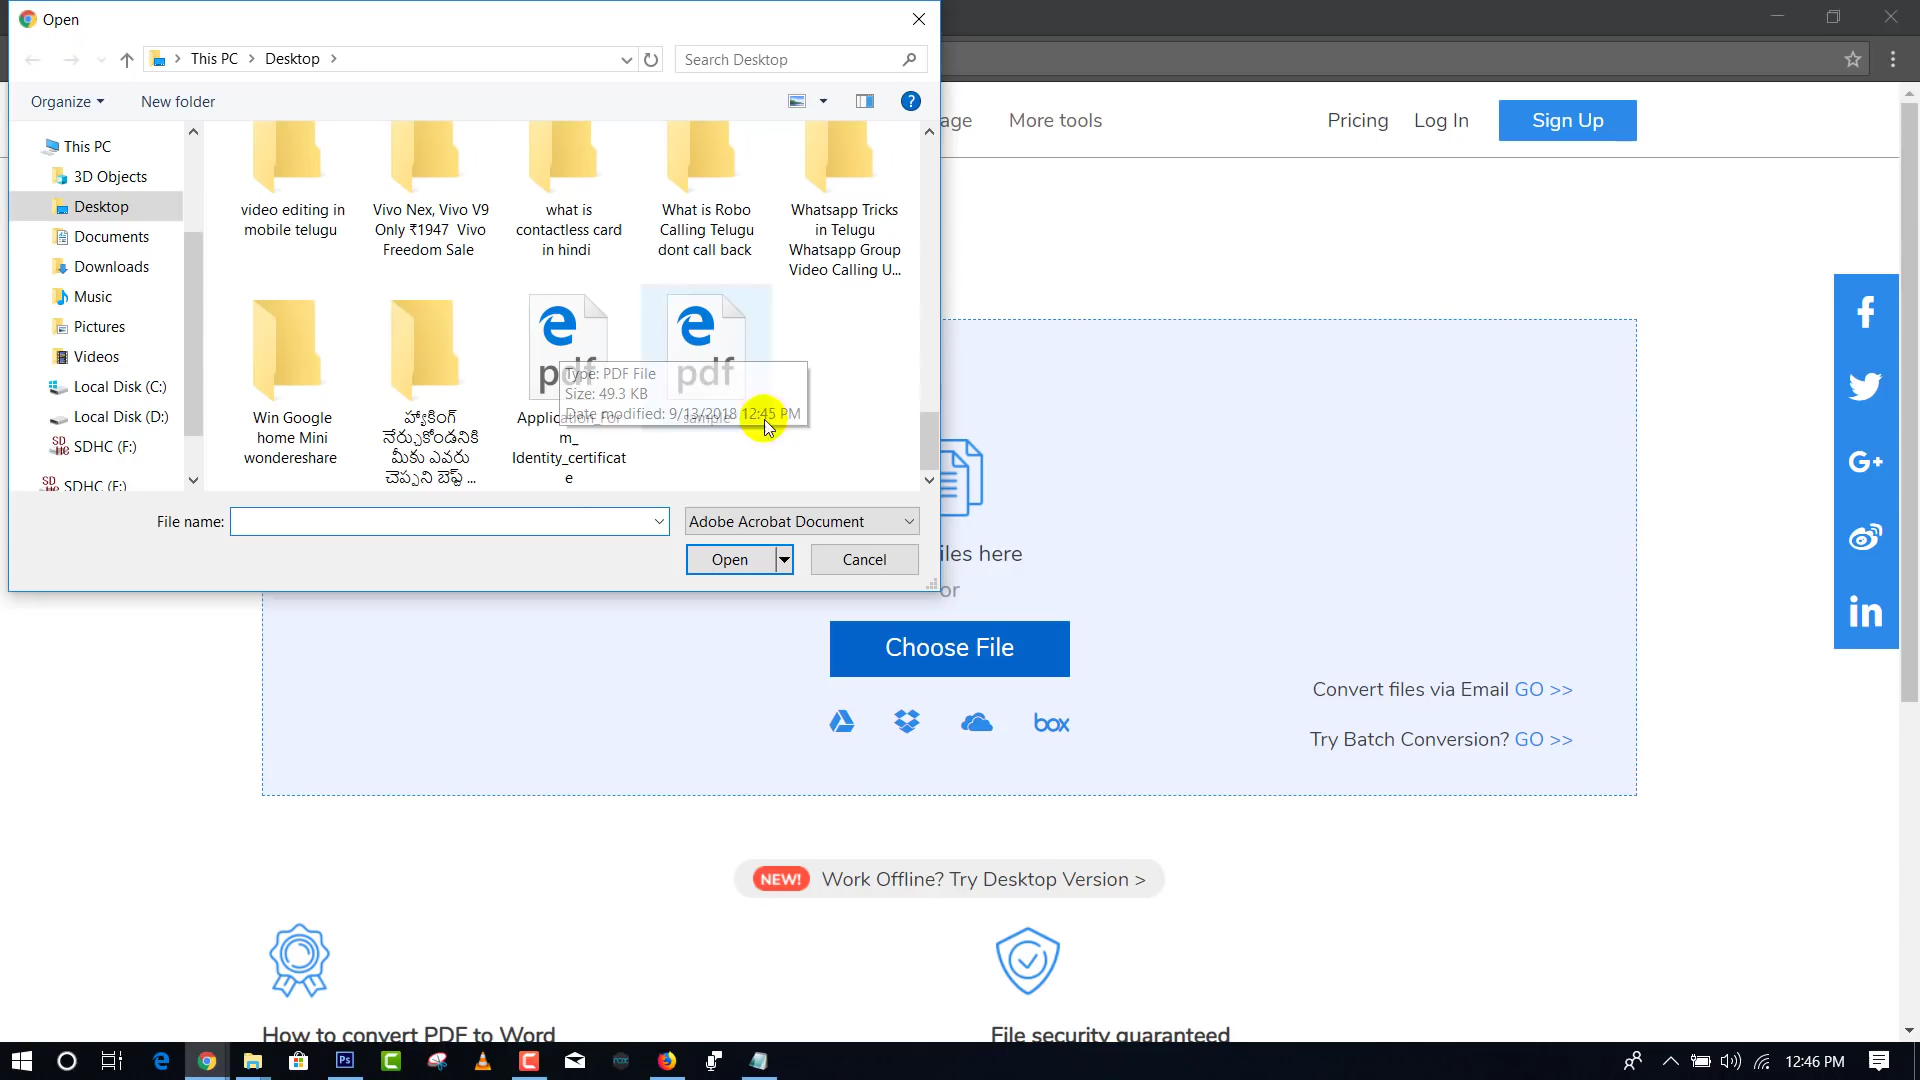 Open
This PC
Desktop
Search Desktop
Organize
New folder
?
age
More tools
Pricing
Log In
Sign Up
This PC
3D Objects
Desktop
Documents
Downloads
Music
Pictures
Videos
Local Disk (C:)
Local Disk (D:)
SDHC (F:)
SDHC (F:)
video editing in
mobile telugu
Vivo Nex, Vivo V9
Only ₹1947 Vivo
Freedom Sale
what is
contactless card
in hindi
What is Robo
Calling Telugu
dont call back
Whatsapp Tricks
in Telugu
Whatsapp Group
Video Calling U...
Win Google
home Mini
wondereshare
హ్యాకింగ్
నేర్చుకోండనికి
మీకు ఎవరు
చెప్పని బెస్ట్ ...
pdf
Application_For
m_
Identity_certificat
e
pdf
sample
Type: PDF File
Size: 49.3 KB
Date modified: 9/13/2018 12:45 PM
File name:
Adobe Acrobat Document
Open
Cancel
iles here
or
Choose File
box
Convert files via Email GO >>
Try Batch Conversion? GO >>
NEW! Work Offline? Try Desktop Version >
How to convert PDF to Word
File security guaranteed
f
G+
in
Ps
12:46 PM